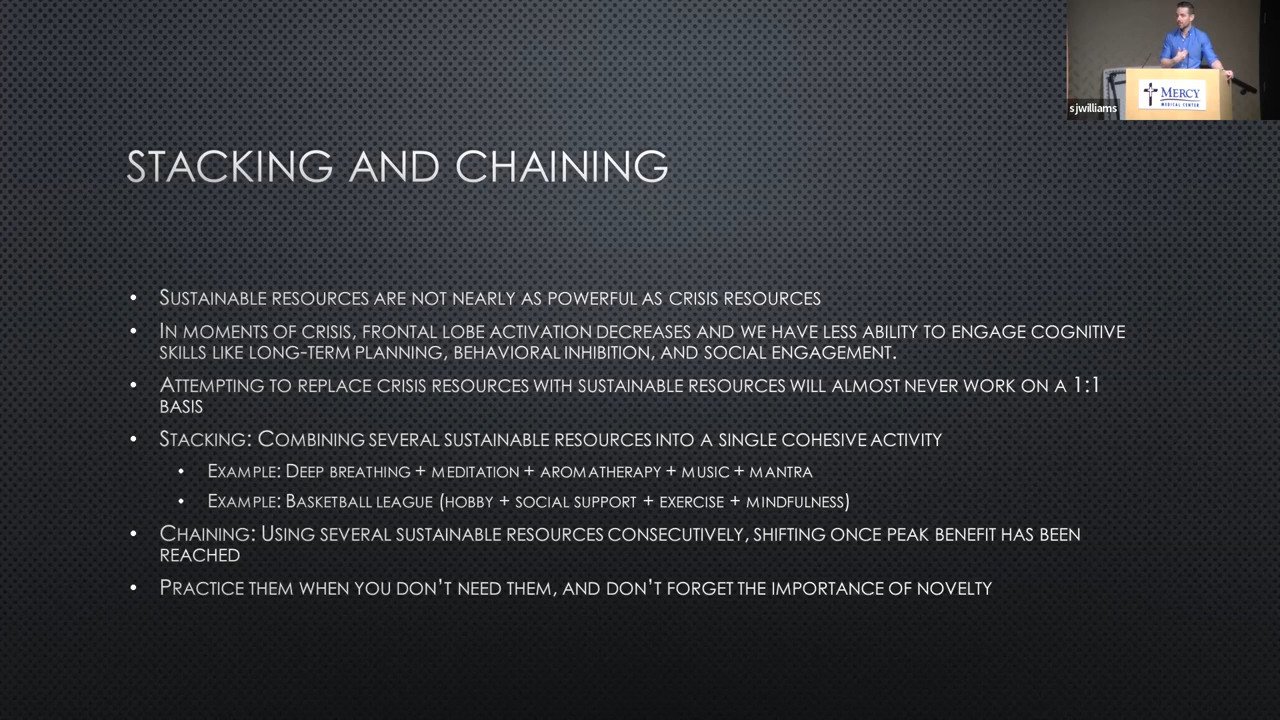 sjwilliams
MERCY
MEDICAL CENTER
STACKING AND CHAINING
• SUSTAINABLE RESOURCES ARE NOT NEARLY AS POWERFUL AS CRISIS RESOURCES
• IN MOMENTS OF CRISIS, FRONTAL LOBE ACTIVATION DECREASES AND WE HAVE LESS ABILITY TO ENGAGE COGNITIVE
SKILLS LIKE LONG-TERM PLANNING, BEHAVIORAL INHIBITION, AND SOCIAL ENGAGEMENT.
• ATTEMPTING TO REPLACE CRISIS RESOURCES WITH SUSTAINABLE RESOURCES WILL ALMOST NEVER WORK ON A 1:1
BASIS
• STACKING: COMBINING SEVERAL SUSTAINABLE RESOURCES INTO A SINGLE COHESIVE ACTIVITY
• EXAMPLE: DEEP BREATHING + MEDITATION + AROMATHERAPY + MUSIC + MANTRA
• EXAMPLE: BASKETBALL LEAGUE (HOBBY + SOCIAL SUPPORT + EXERCISE + MINDFULNESS)
• CHAINING: USING SEVERAL SUSTAINABLE RESOURCES CONSECUTIVELY, SHIFTING ONCE PEAK BENEFIT HAS BEEN
REACHED
• PRACTICE THEM WHEN YOU DON'T NEED THEM, AND DON'T FORGET THE IMPORTANCE OF NOVELTY